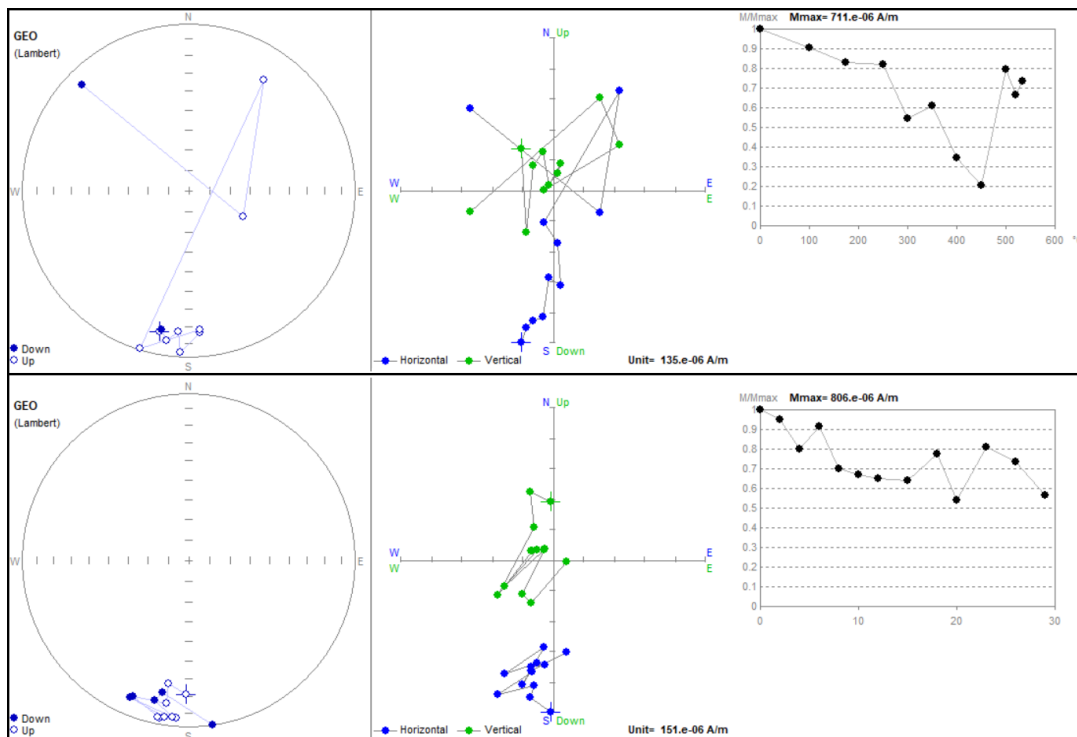 GEO
(Lambert)
N
W
E
S
Down
Up
N Up
W
W
E
E
S Down
Horizontal
Vertical
Unit= 135.e-06 A/m
M/Mmax
Mmax= 711.e-06 A/m
1
0.9
0.8
0.7
0.6
0.5
0.4
0.3
0.2
0.1
0
0 100 200 300 400 500 600
GEO
(Lambert)
N
W
E
S
Down
Up
N Up
W
W
E
E
S Down
Horizontal
Vertical
Unit= 151.e-06 A/m
M/Mmax
Mmax= 806.e-06 A/m
1
0.9
0.8
0.7
0.6
0.5
0.4
0.3
0.2
0.1
0
0 10 20 30